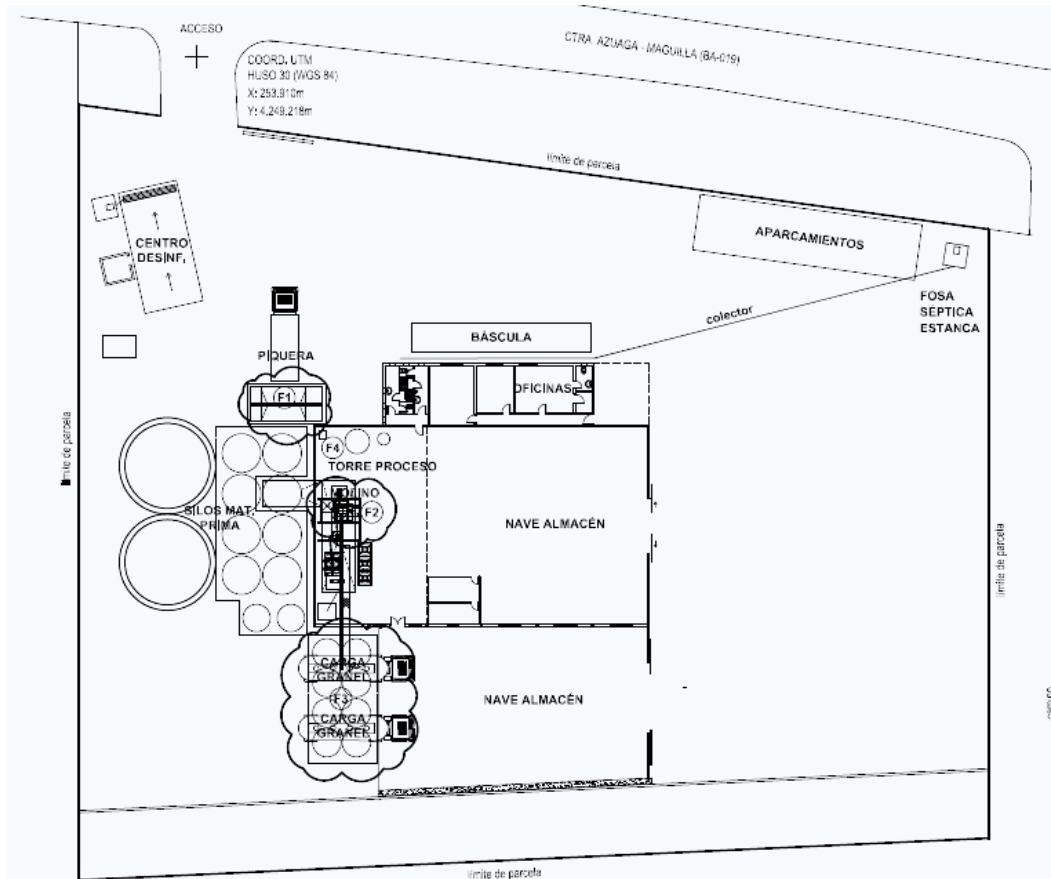 ACCESO
CTRA. AZUAGA - MAGUILLA (BA-019)
COORD. UTM
HUSO 30 (WGS 84)
X: 253.910m
Y: 4.249.218m
límite de parcela
CENTRO
DESINF.
APARCAMIENTOS
FOSA
SÉPTICA
ESTANCA
colector
BÁSCULA
PIQUERA
OFICINAS
F1
F4
TORRE PROCESO
MOLINO
F2
SILOS MAT.
PRIMA
NAVE ALMACÉN
límite de parcela
límite de parcela
CARGA
GRANEL
F3
CARGA
GRANEL
NAVE ALMACÉN
límite de parcela